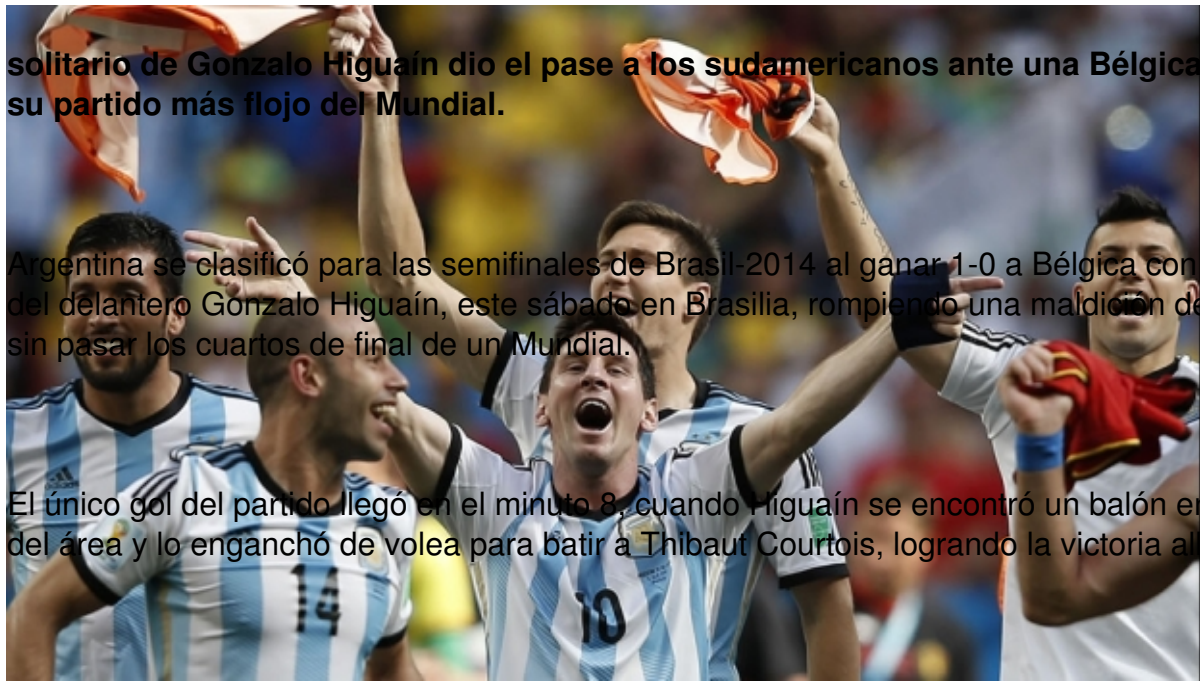 solitario de Gonzalo Higuaín dio el pase a los sudamericanos ante una Bélgica
su partido más flojo del Mundial.
Argentina se clasificó para las semifinales de Brasil-2014 al ganar 1-0 a Bélgica con
del delantero Gonzalo Higuaín, este sábado en Brasilia, rompiendo una maldición de
sin pasar los cuartos de final de un Mundial.
El único gol del partido llegó en el minuto 8, cuando Higuaín se encontró un balón en
del área y lo enganchó de volea para batir a Thibaut Courtois, logrando la victoria
14
10